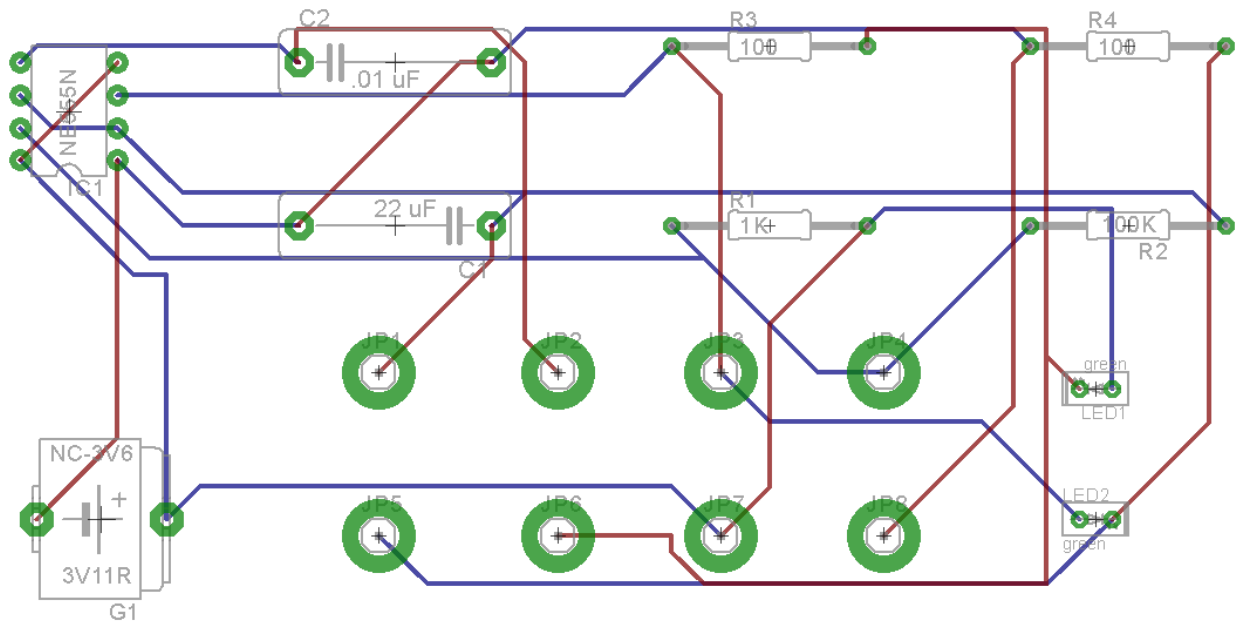 C2
R3
R4
100
100
.01 uF
NE555N
IC1
22 uF
R1
1K
100K
C1
R2
JP1
JP2
JP3
JP4
green
LED1
NC-3V6
+
LED2
JP5
JP6
JP7
JP8
green
3V11R
G1